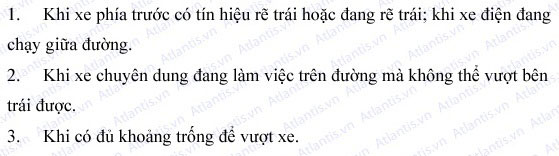 1. Khi xe phía trước có tín hiệu rẽ trái hoặc đang rẽ trái; khi xe điện đang
chạy giữa đường.
2. Khi xe chuyên dung đang làm việc trên đường mà không thể vượt bên
trái được.
3. Khi có đủ khoảng trống để vượt xe.